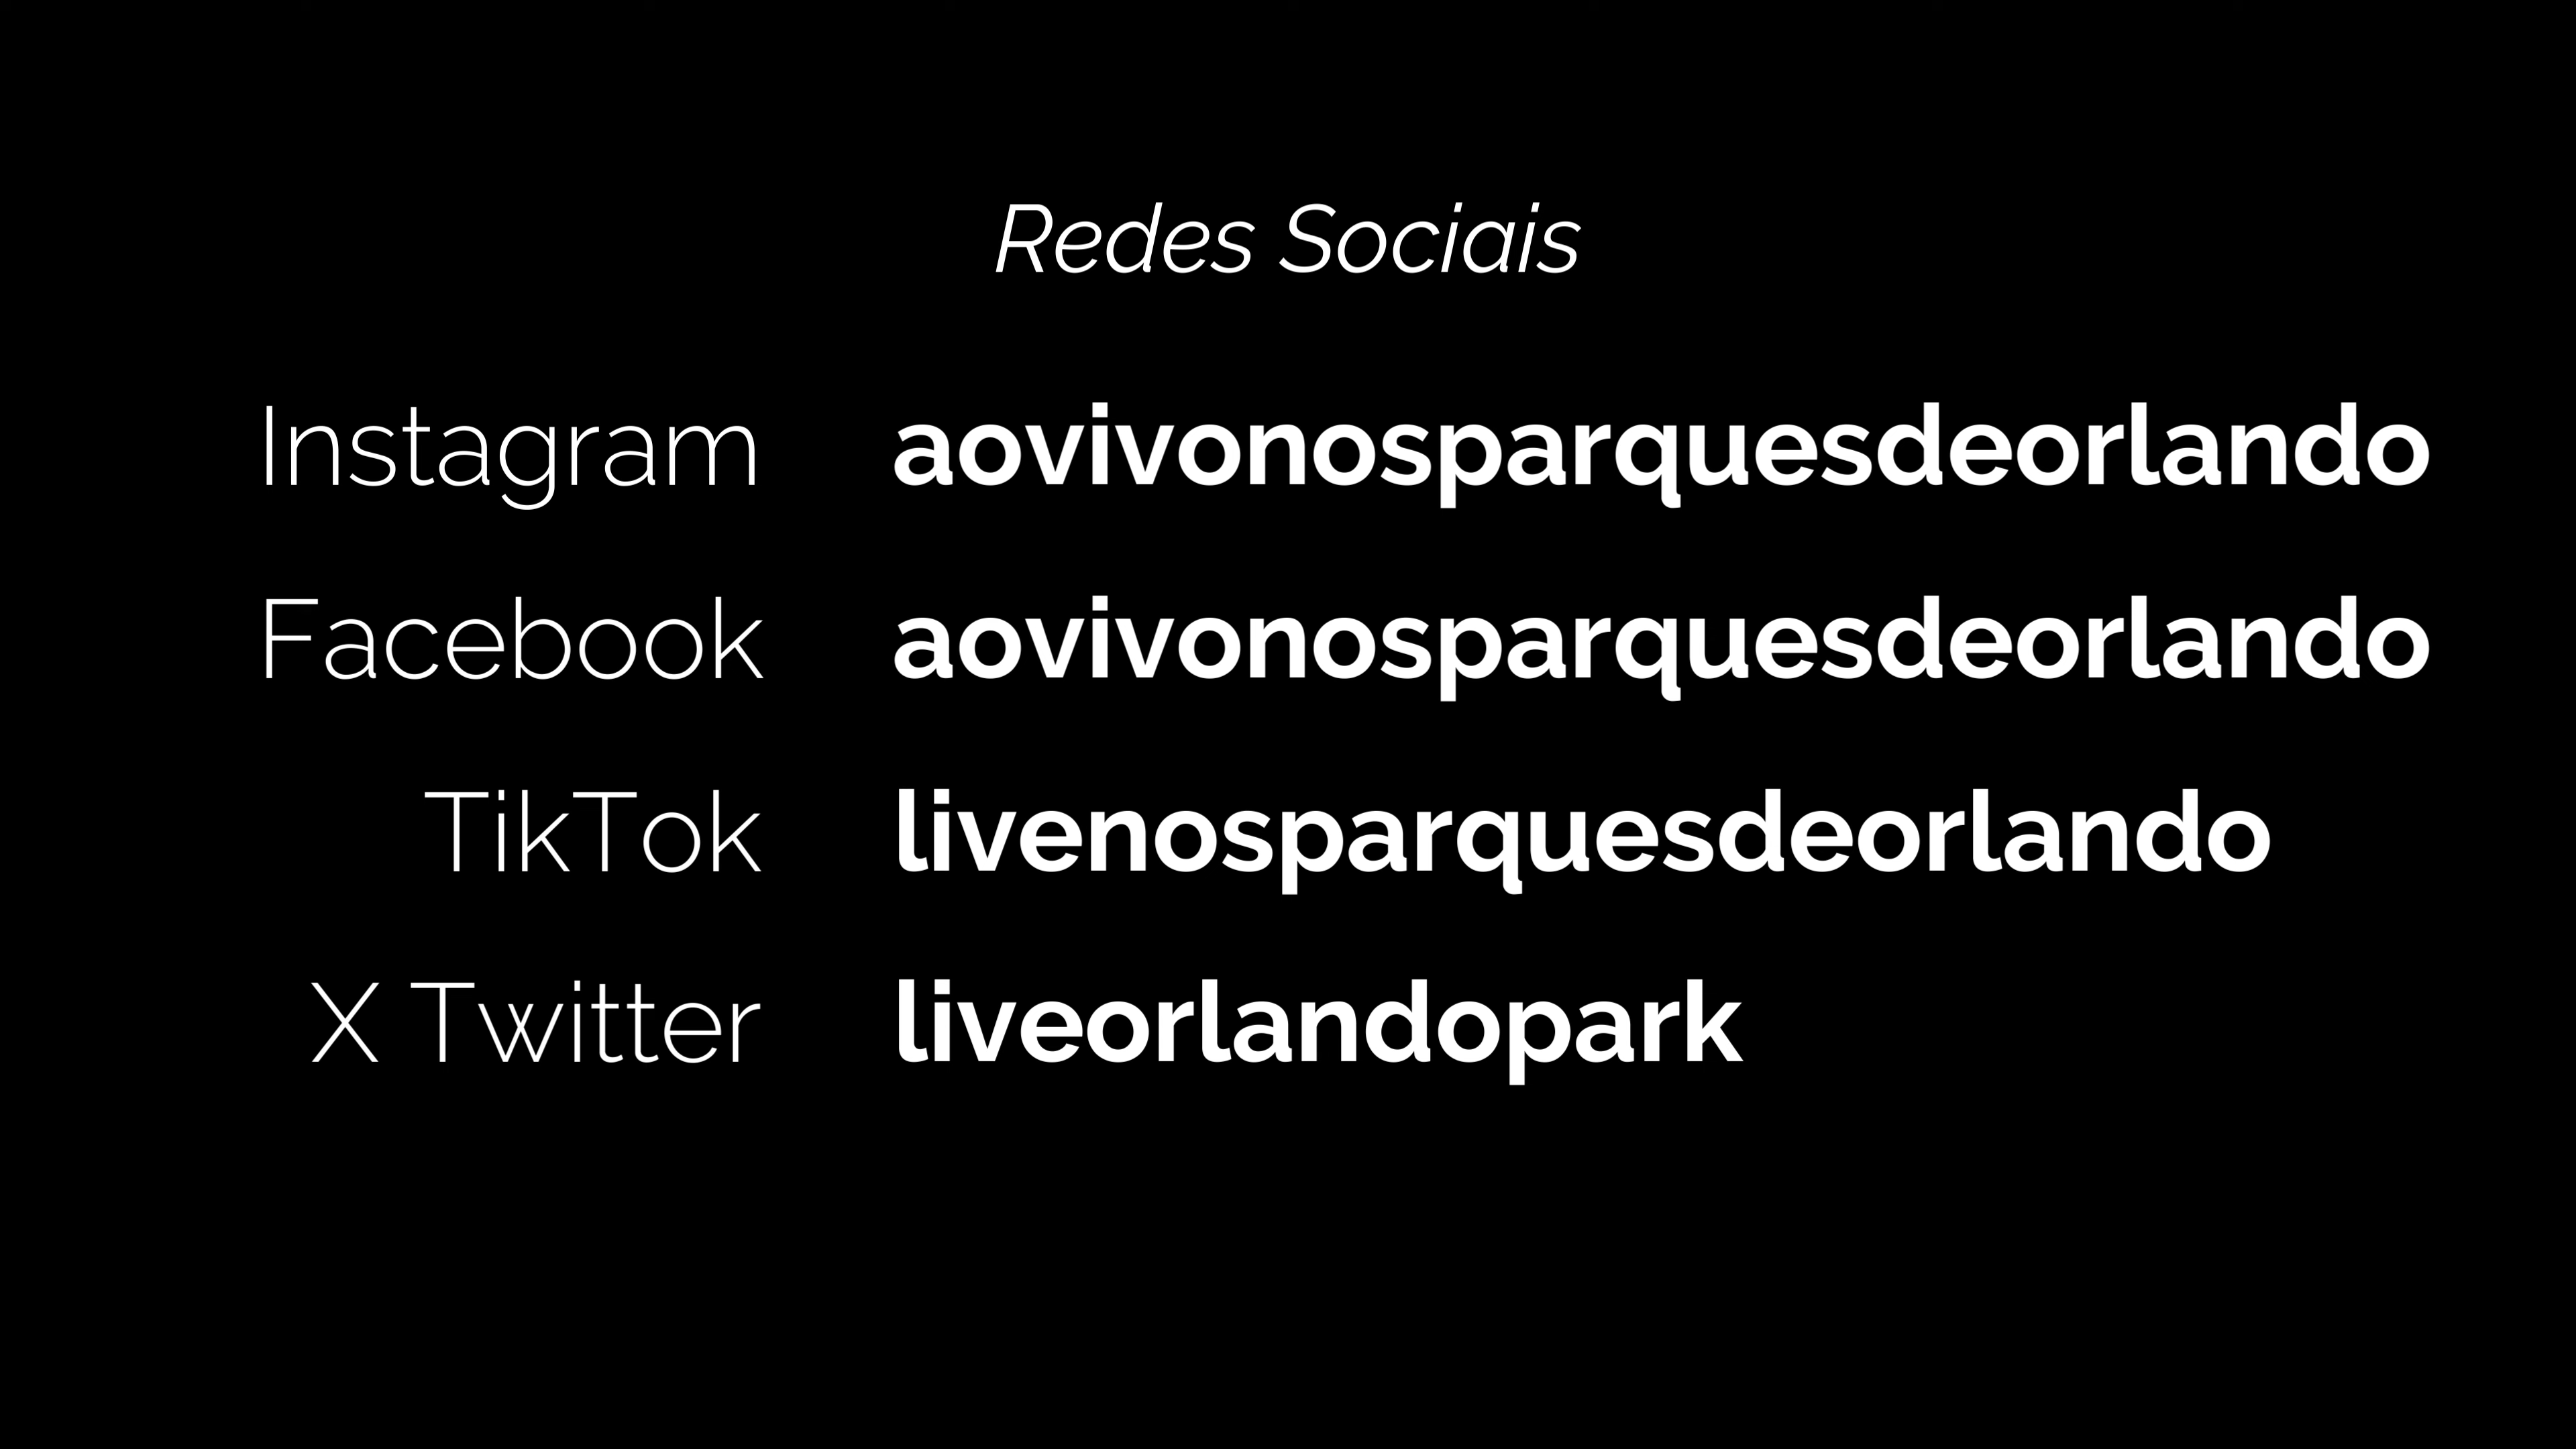 Redes Sociais
Instagram aovivonosparquesdeorlando
Facebook aovivonosparquesdeorlando
TikTok livenosparquesdeorlando
X Twitter liveorlandopark